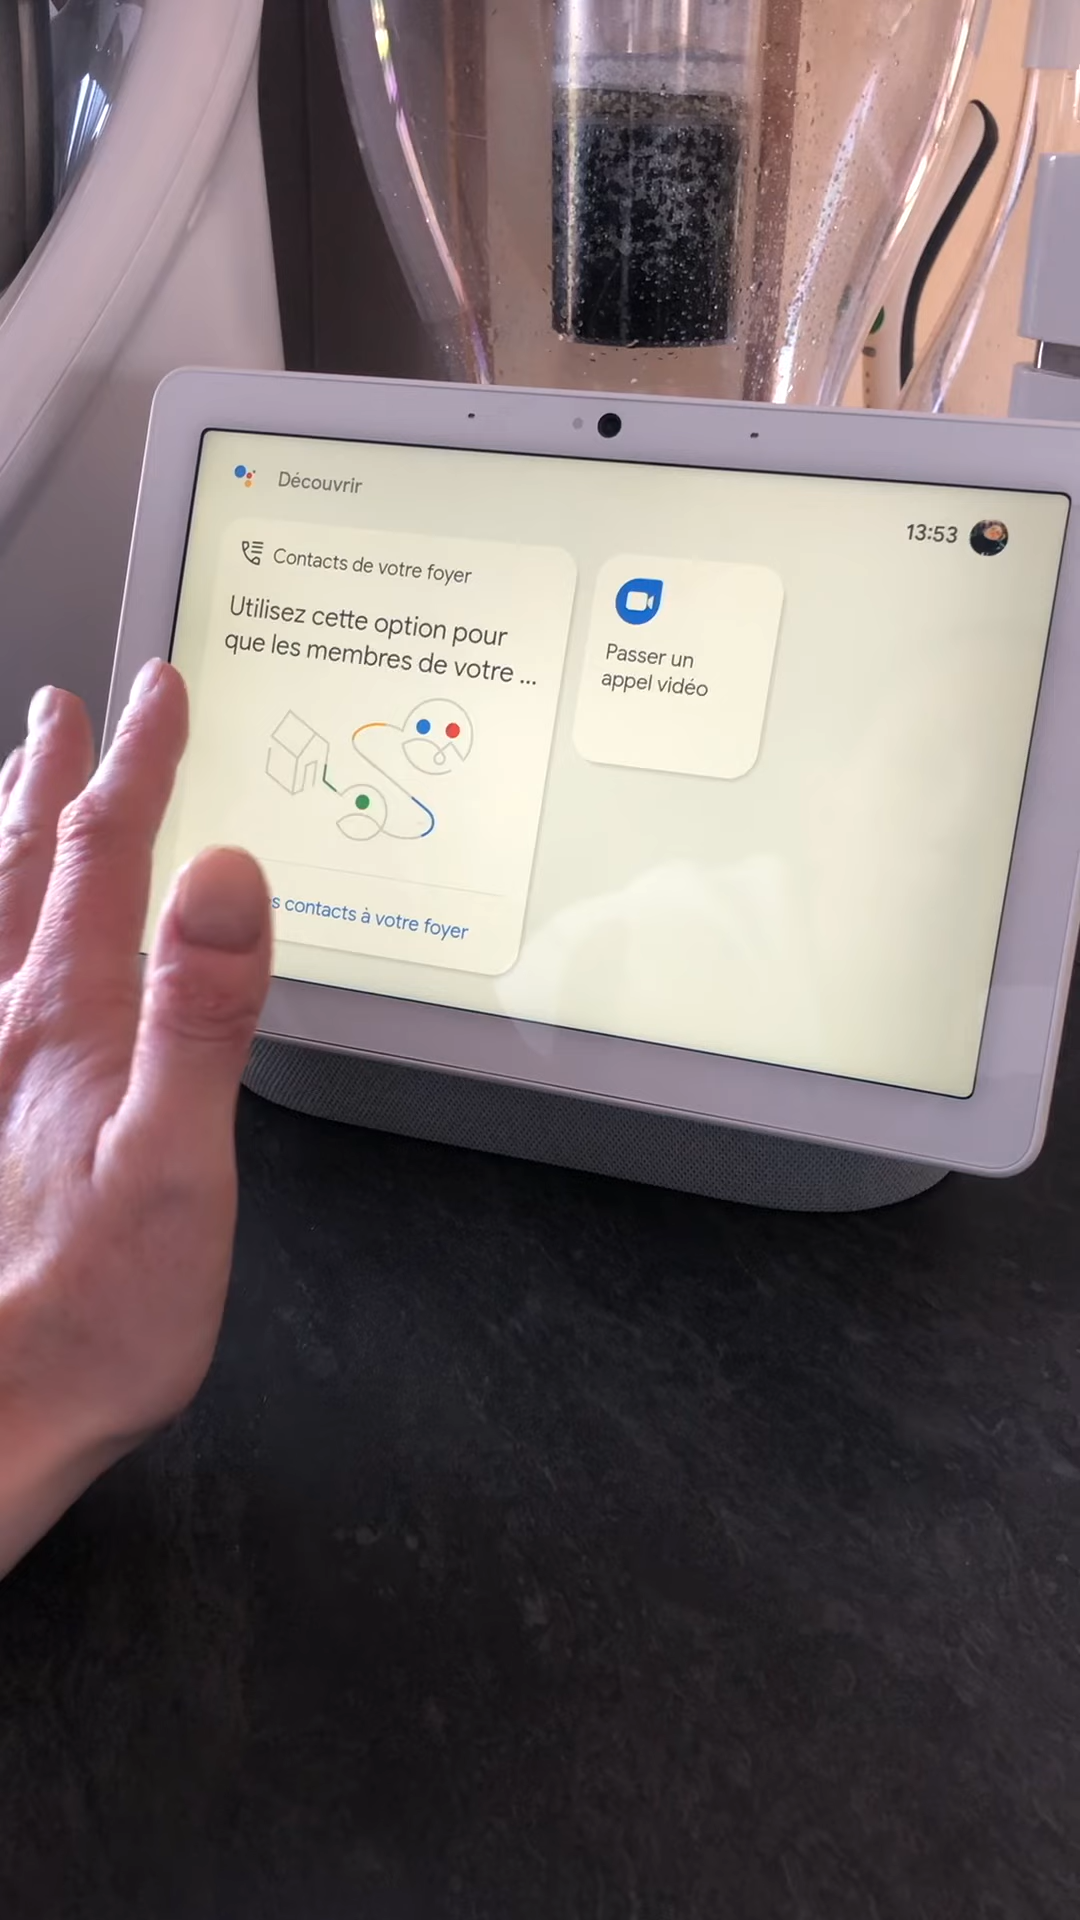 Découvrir
13:53
Contacts de votre foyer
Utilisez cette option pour
que les membres de votre ...
contacts à votre foyer
Passer un
appel vidéo